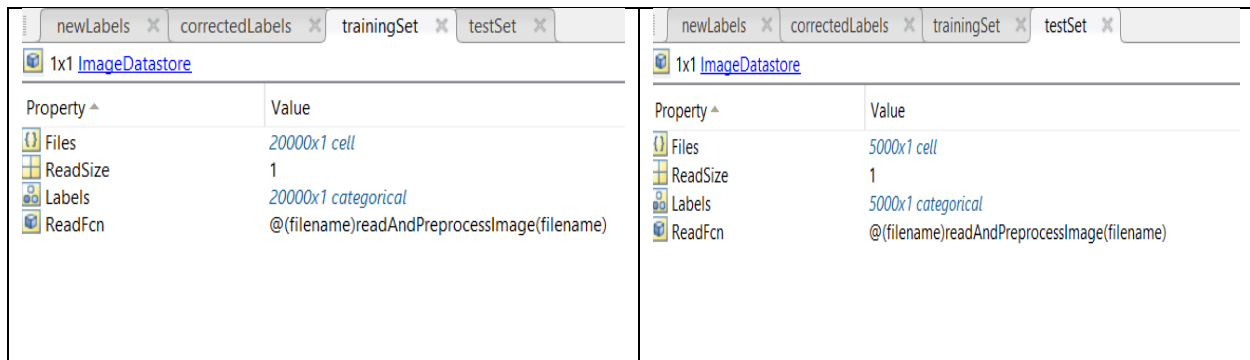 newLabels correctedLabels trainingSet testSet
1x1 ImageDatastore
Property Value
Files 20000x1 cell
ReadSize 1
Labels 20000x1 categorical
ReadFcn @(filename)readAndPreprocessImage(filename)
newLabels correctedLabels trainingSet testSet
1x1 ImageDatastore
Property Value
Files 5000x1 cell
ReadSize 1
Labels 5000x1 categorical
ReadFcn @(filename)readAndPreprocessImage(filename)